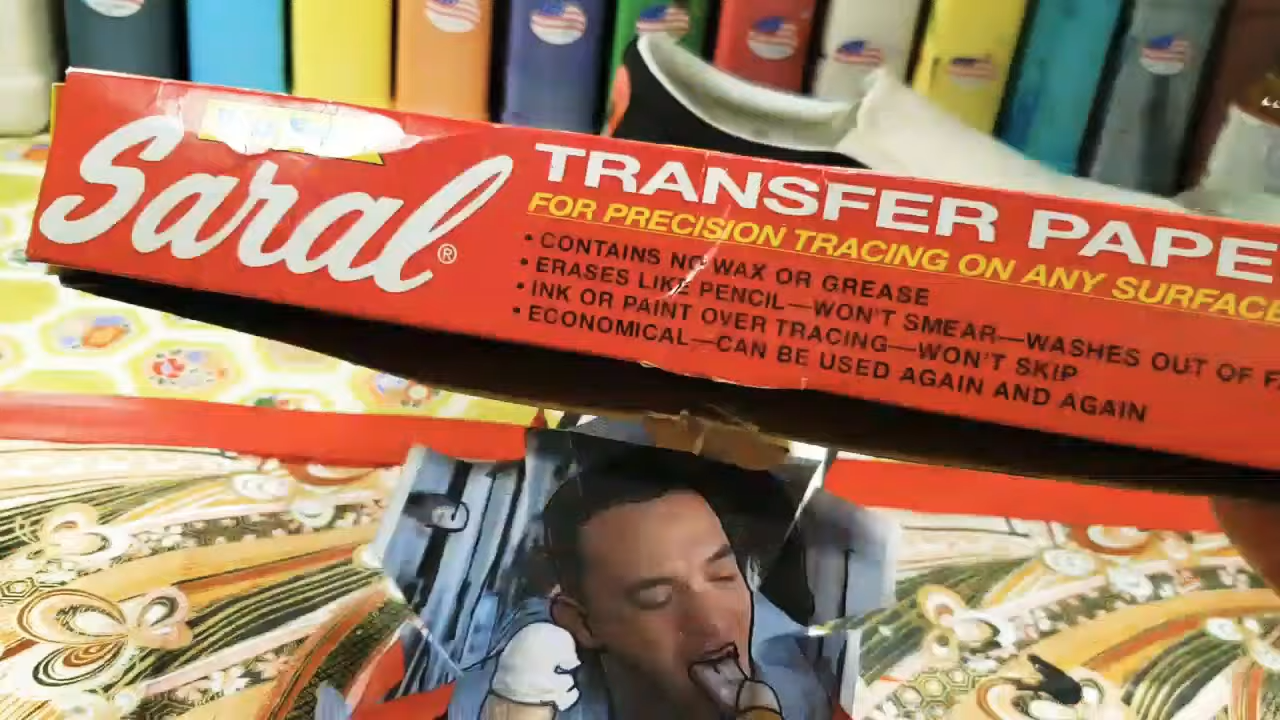 Saral®
TRANSFER PAPE
FOR PRECISION TRACING ON ANY SURFACE
• CONTAINS NO WAX OR GREASE
• ERASES LIKE PENCIL—WON'T SMEAR—WASHES OUT OF F
• INK OR PAINT OVER TRACING—WON'T SKIP
• ECONOMICAL—CAN BE USED AGAIN AND AGAIN